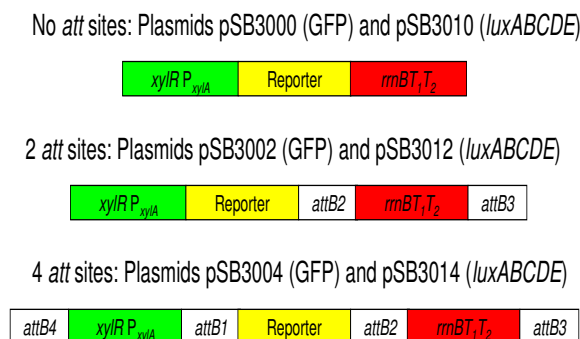 No att sites: Plasmids pSB3000 (GFP) and pSB3010 (luxABCDE)
xylR PxylA Reporter rrnBT1T2
2 att sites: Plasmids pSB3002 (GFP) and pSB3012 (luxABCDE)
xylR PxylA Reporter attB2 rrnBT1T2 attB3
4 att sites: Plasmids pSB3004 (GFP) and pSB3014 (luxABCDE)
attB4 xylR PxylA attB1 Reporter attB2 rrnBT1T2 attB3